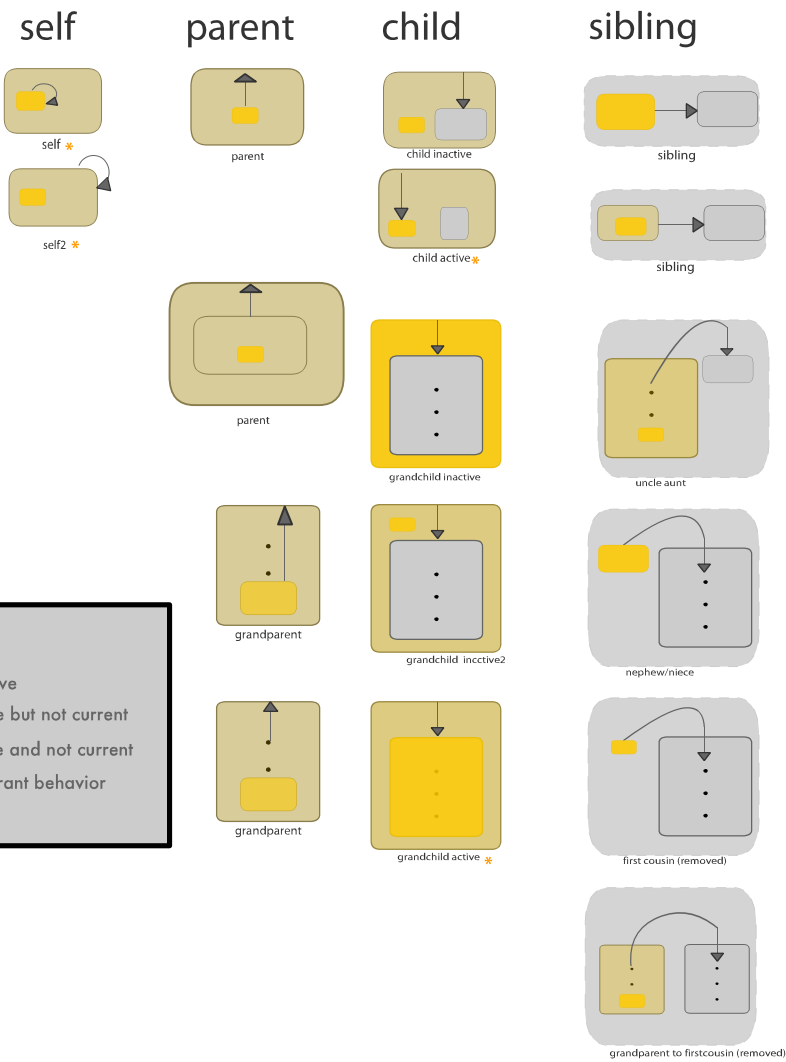 self parent child sibling
self *
parent
child inactive
sibling
self2 *
child active*
sibling
parent
grandchild inactive
uncle aunt
grandparent
grandchild incctive2
nephew/niece
ve
e but not current
e and not current
rant behavior
grandparent
grandchild active *
first cousin (removed)
grandparent to firstcousin (removed)